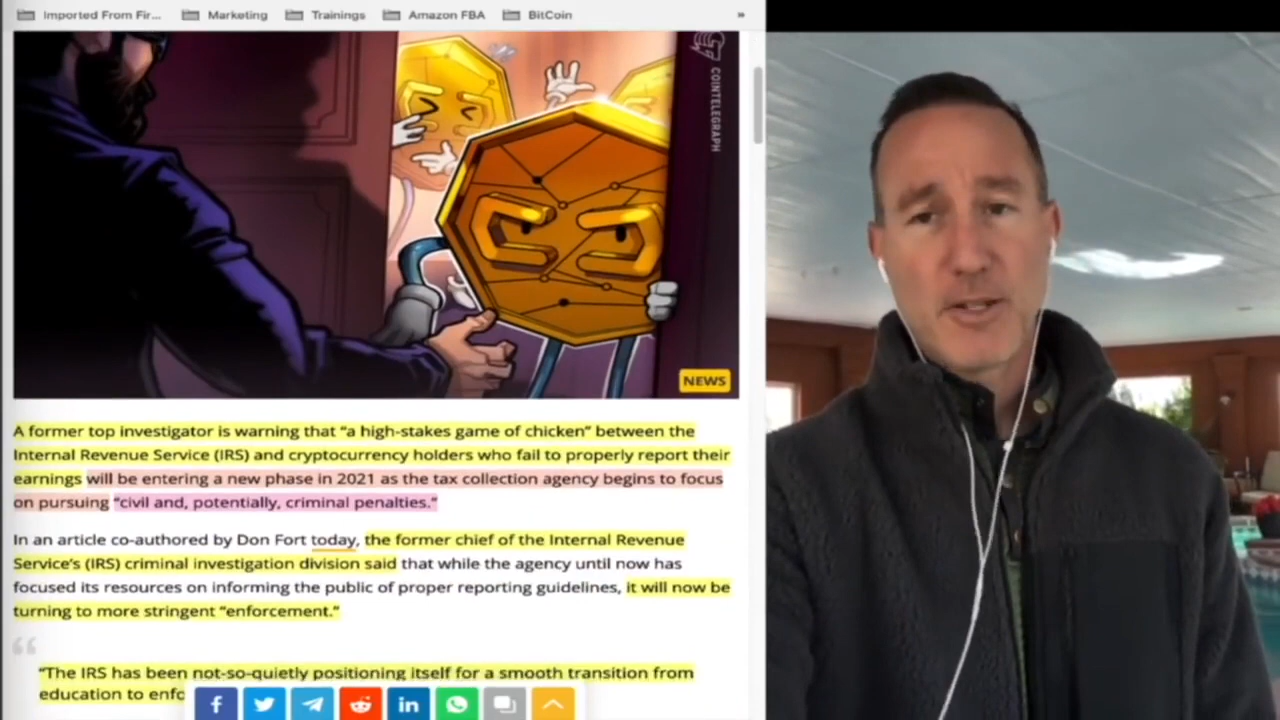 Imported From Fir... Marketing Trainings Amazon FBA BitCoin »
COINTELEGRAPH
NEWS
A former top investigator is warning that “a high-stakes game of chicken” between the
Internal Revenue Service (IRS) and cryptocurrency holders who fail to properly report their
earnings will be entering a new phase in 2021 as the tax collection agency begins to focus
on pursuing “civil and, potentially, criminal penalties.”
In an article co-authored by Don Fort today, the former chief of the Internal Revenue
Service’s (IRS) criminal investigation division said that while the agency until now has
focused its resources on informing the public of proper reporting guidelines, it will now be
turning to more stringent “enforcement.”
“The IRS has been not-so-quietly positioning itself for a smooth transition from
education to enfo